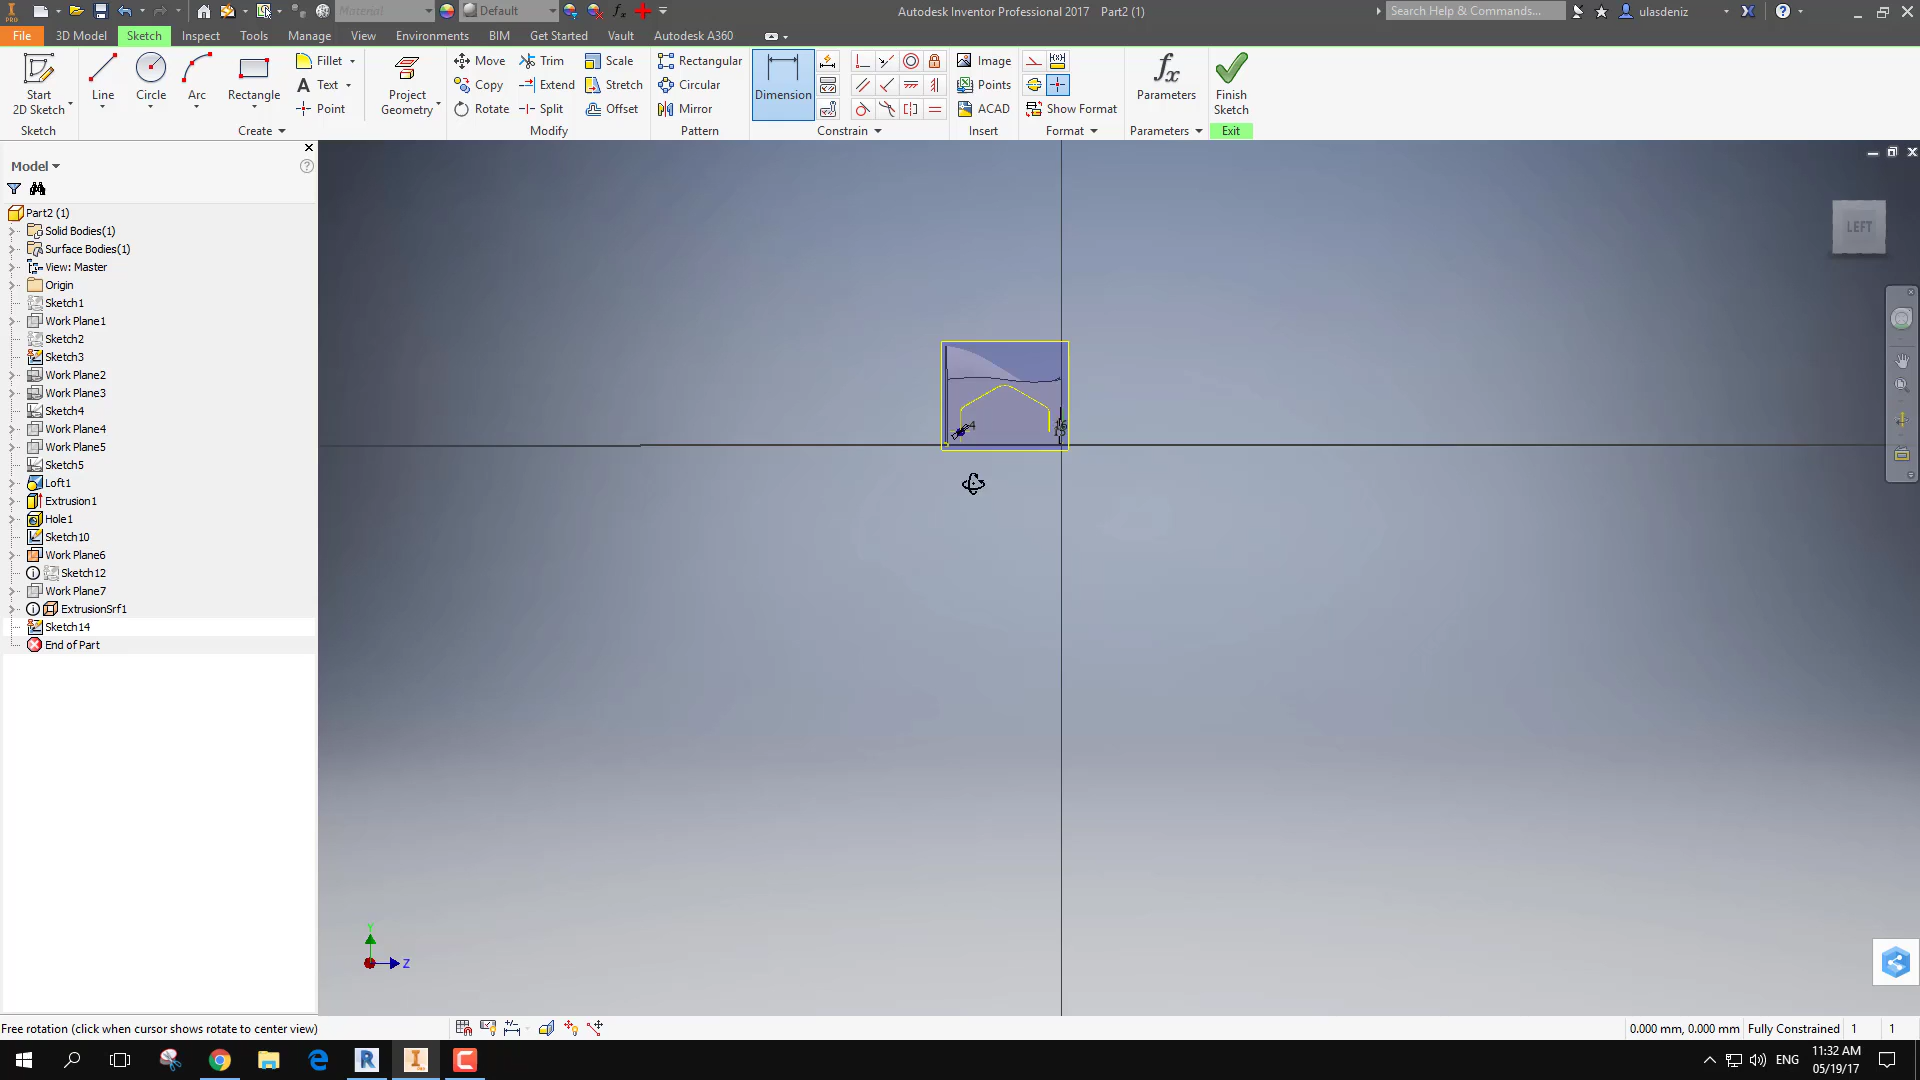 Material
Default
Autodesk Inventor Professional 2017 Part2 (1)
Search Help & Commands...
ulasdeniz
PRO
File 3D Model Sketch Inspect Tools Manage View Environments BIM Get Started Vault Autodesk A360
Start 2D Sketch
Line
Circle
Arc
Rectangle
Fillet
Text
Point
Project Geometry
Move
Copy
Rotate
Trim
Extend
Split
Scale
Stretch
Offset
Rectangular
Circular
Mirror
Dimension
Image
Points
ACAD
Show Format
Parameters
Finish Sketch
Sketch Create Modify Pattern Constrain Insert Format Parameters Exit
Model
Part2 (1)
Solid Bodies(1)
Surface Bodies(1)
View: Master
Origin
Sketch1
Work Plane1
Sketch2
Sketch3
Work Plane2
Work Plane3
Sketch4
Work Plane4
Work Plane5
Sketch5
Loft1
Extrusion1
Hole1
Sketch10
Work Plane6
Sketch12
Work Plane7
ExtrusionSrf1
Sketch14
End of Part
LEFT
Y
Z
Free rotation (click when cursor shows rotate to center view)
0.000 mm, 0.000 mm Fully Constrained 1 1
ENG
11:32 AM
05/19/17